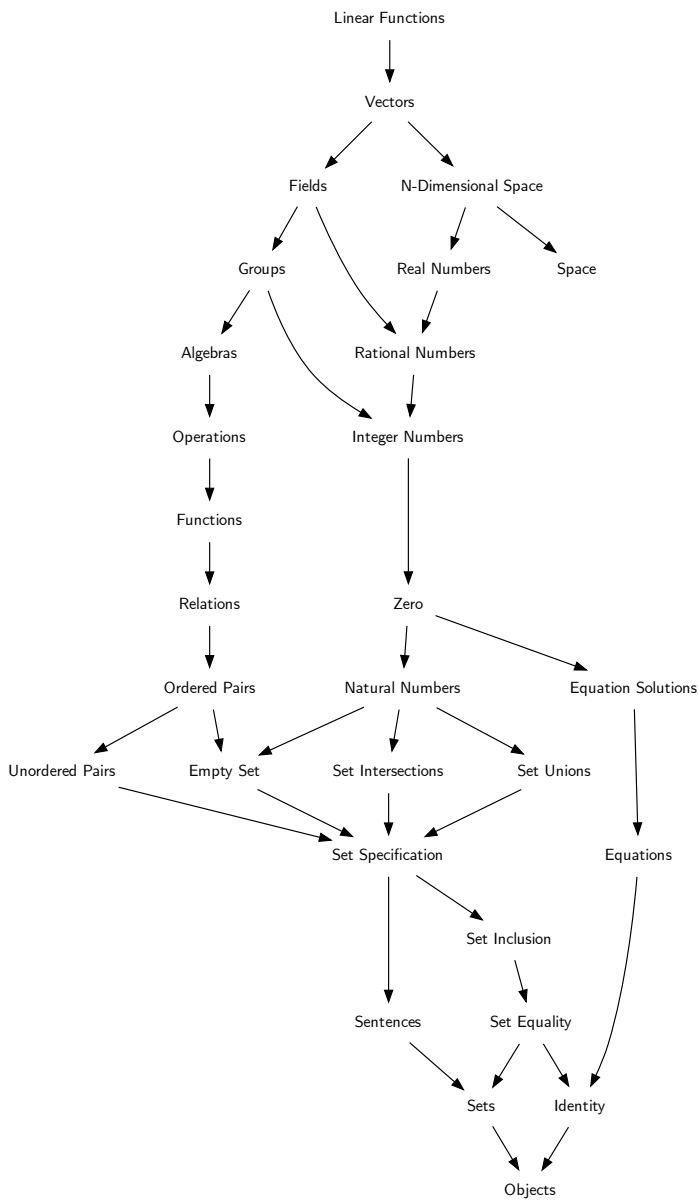 Linear Functions
Vectors
Fields
N-Dimensional Space
Groups
Real Numbers
Space
Algebras
Rational Numbers
Operations
Integer Numbers
Functions
Relations
Zero
Ordered Pairs
Natural Numbers
Equation Solutions
Unordered Pairs
Empty Set
Set Intersections
Set Unions
Set Specification
Equations
Set Inclusion
Sentences
Set Equality
Sets
Identity
Objects